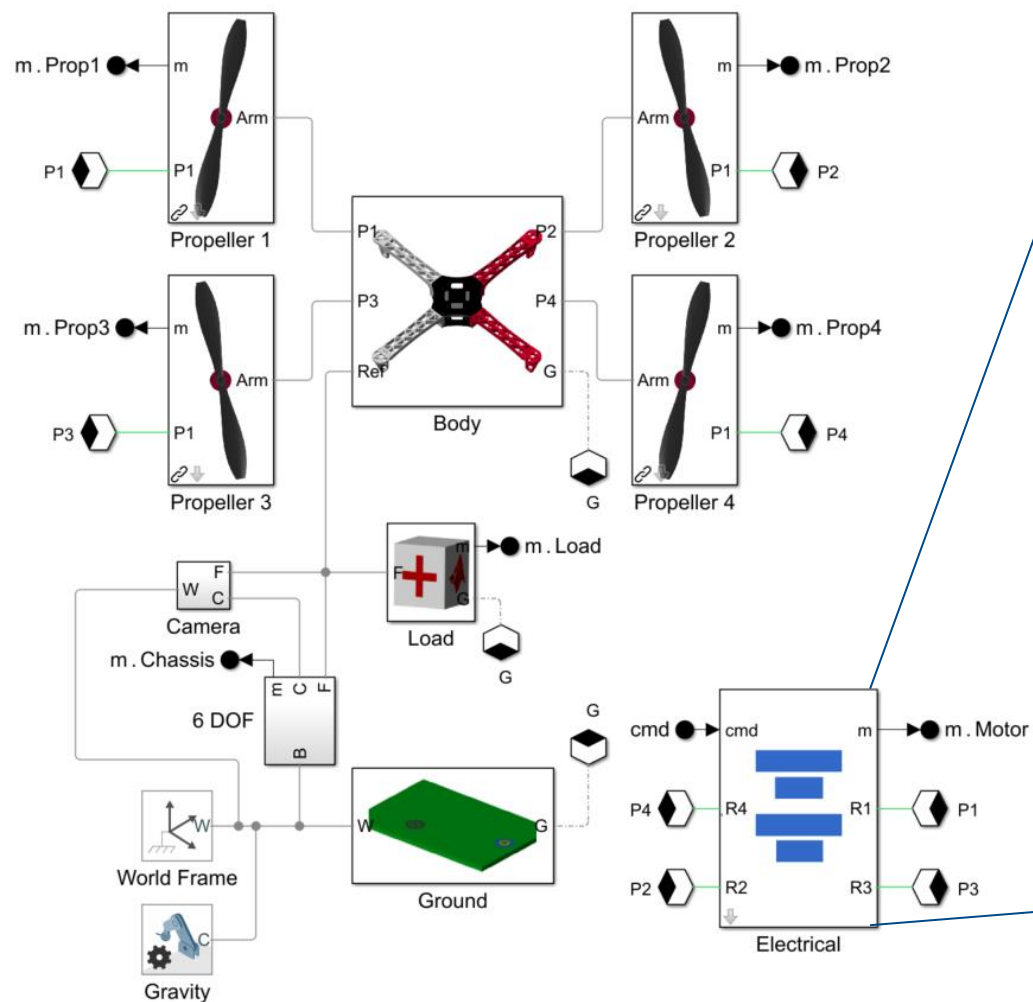 m . Prop1
m
Arm
P1
P1
Propeller 1
m
m . Prop2
Arm
P1
P2
Propeller 2
P1
P2
P3
P4
Ref
G
Body
G
m . Prop3
m
Arm
P3
P1
Propeller 3
m
m . Prop4
Arm
P1
P4
Propeller 4
W
F
C
Camera
m
m . Load
F
G
Load
G
m . Chassis
m
C
F
6 DOF
B
W
World Frame
W
G
Ground
G
C
Gravity
cmd
cmd
m
m . Motor
P4
R4
R1
P1
P2
R2
R3
P3
Electrical